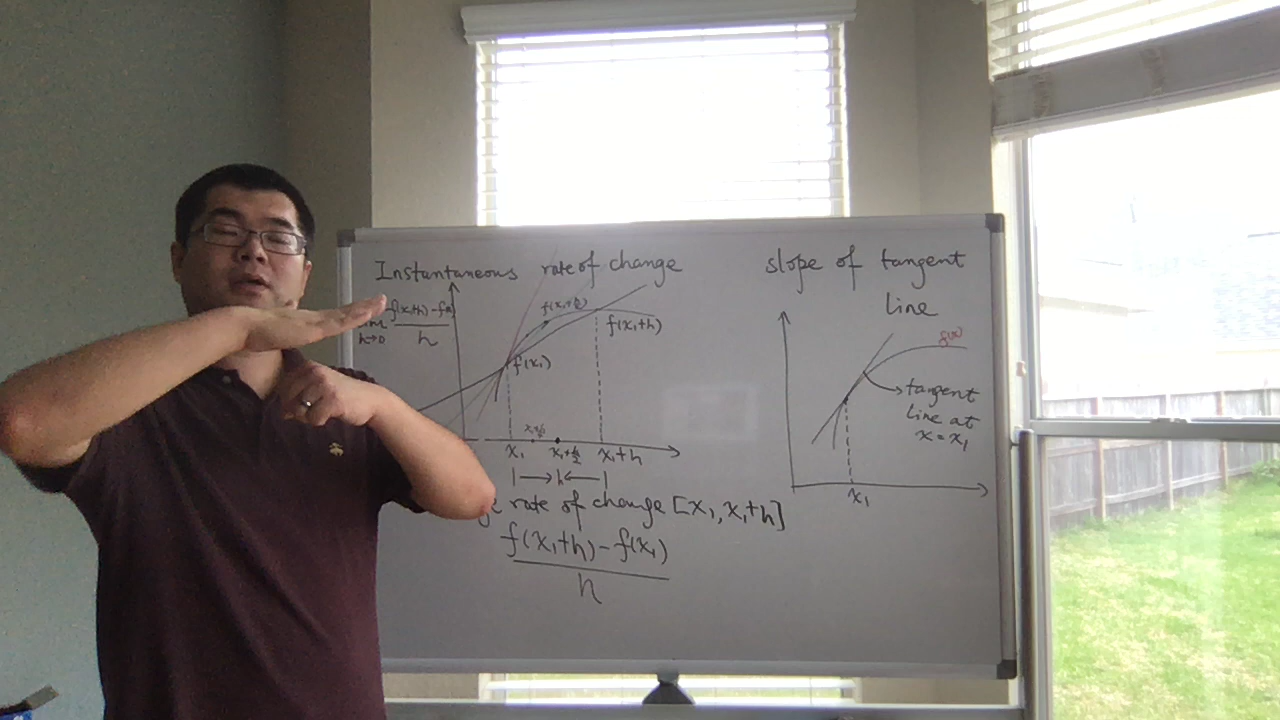 Instantaneous rate of change
f(x₁+h)-f(x
h→0
h
f(x₁+h/2)
f(x₁+h)
f(x₁)
x₁ x₁+h/2 x₁+h
|→h←|
rate of change [x₁, x₁+h]
f(x₁+h)-f(x₁)
h
slope of tangent
line
f(x)
tangent
line at
x=x₁
x₁